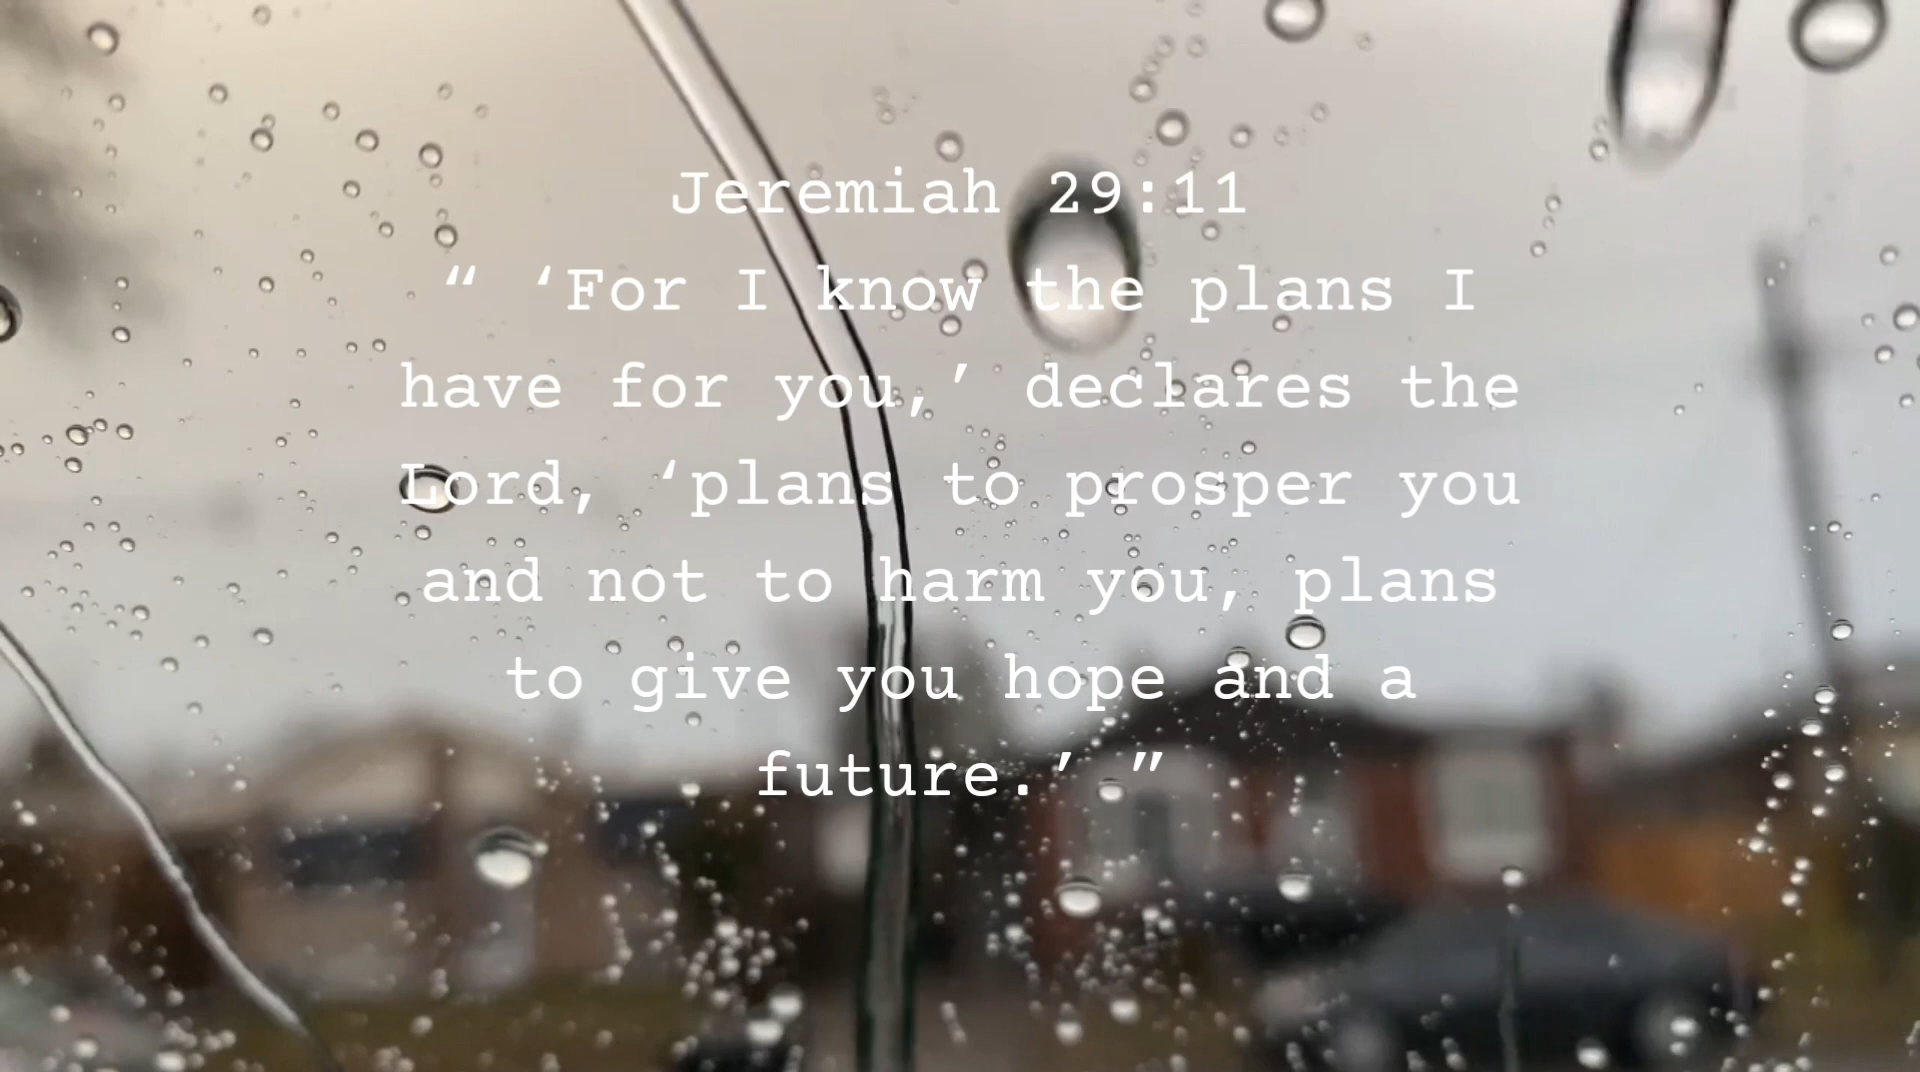 Jeremiah 29:11
“ ‘For I know the plans I
have for you,’ declares the
Lord, ‘plans to prosper you
and not to harm you, plans
to give you hope and a
future.’ ”